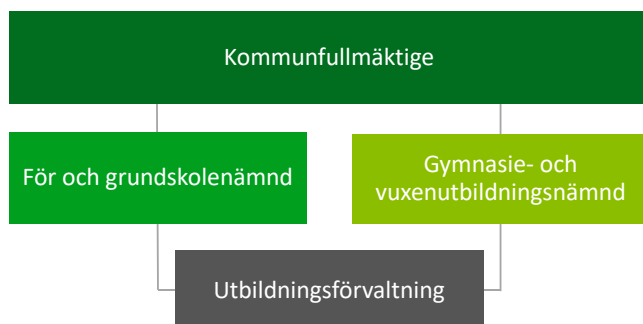 Kommunfullmäktige
För och grundskolenämnd
Gymnasie- och
vuxenutbildningsnämnd
Utbildningsförvaltning